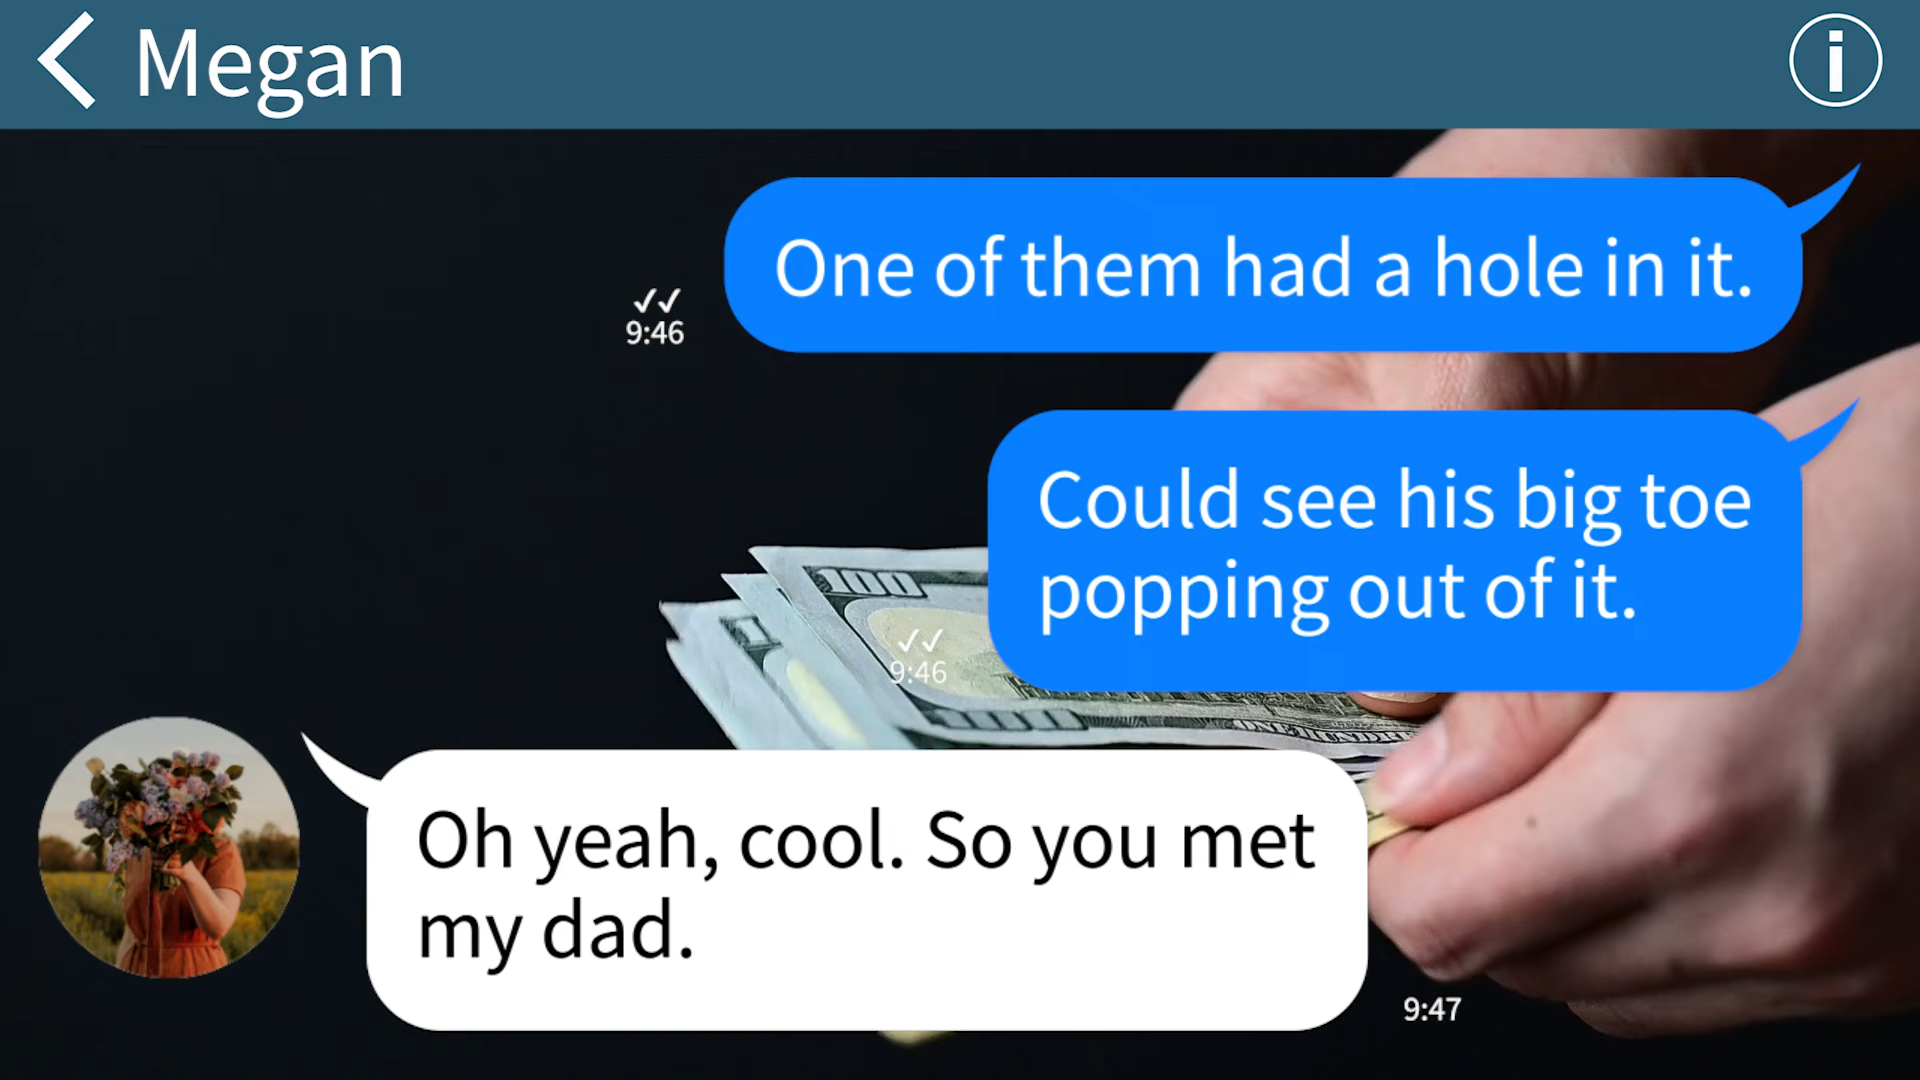 Megan
One of them had a hole in it.
✓✓
9:46
Could see his big toe
popping out of it.
✓✓
9:46
100
Oh yeah, cool. So you met
my dad.
9:47